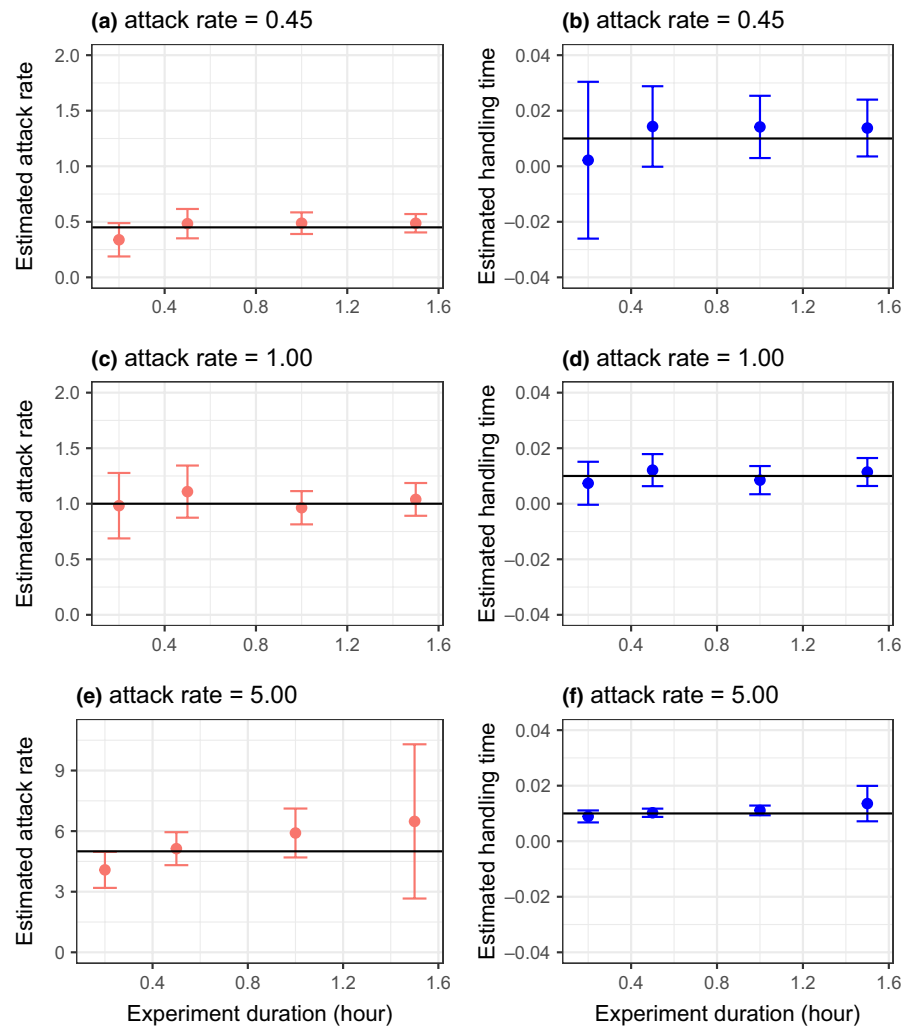 (a) attack rate = 0.45
Estimated attack rate
2.0
1.5
1.0
0.5
0.0
0.4 0.8 1.2 1.6
(b) attack rate = 0.45
Estimated handling time
0.04
0.02
0.00
−0.02
−0.04
0.4 0.8 1.2 1.6
(c) attack rate = 1.00
Estimated attack rate
2.0
1.5
1.0
0.5
0.0
0.4 0.8 1.2 1.6
(d) attack rate = 1.00
Estimated handling time
0.04
0.02
0.00
−0.02
−0.04
0.4 0.8 1.2 1.6
(e) attack rate = 5.00
Estimated attack rate
9
6
3
0
0.4 0.8 1.2 1.6
Experiment duration (hour)
(f) attack rate = 5.00
Estimated handling time
0.04
0.02
0.00
−0.02
−0.04
0.4 0.8 1.2 1.6
Experiment duration (hour)